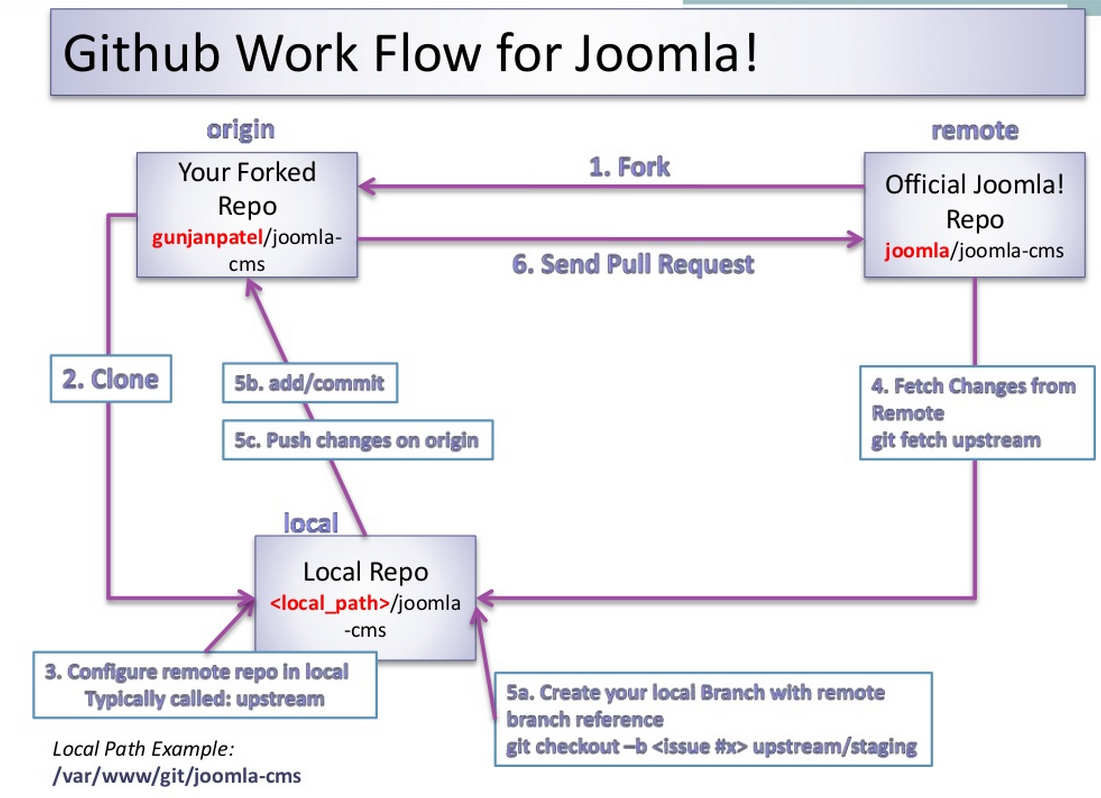 Github Work Flow for Joomla!
origin
remote
Your Forked
Repo
gunjanpatel/joomla-
cms
1. Fork
Official Joomla!
Repo
joomla/joomla-cms
6. Send Pull Request
2. Clone
5b. add/commit
5c. Push changes on origin
4. Fetch Changes from
Remote
git fetch upstream
local
Local Repo
<local_path>/joomla
-cms
3. Configure remote repo in local
Typically called: upstream
5a. Create your local Branch with remote
branch reference
git checkout –b <issue #x> upstream/staging
Local Path Example:
/var/www/git/joomla-cms